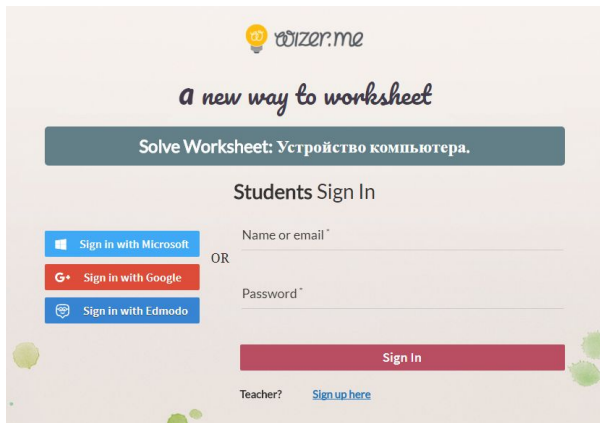 wizer.me
a new way to worksheet
Solve Worksheet: Устройство компьютера.
Students Sign In
Sign in with Microsoft
G+ Sign in with Google
Sign in with Edmodo
OR
Name or email *
Password *
Sign In
Teacher? Sign up here